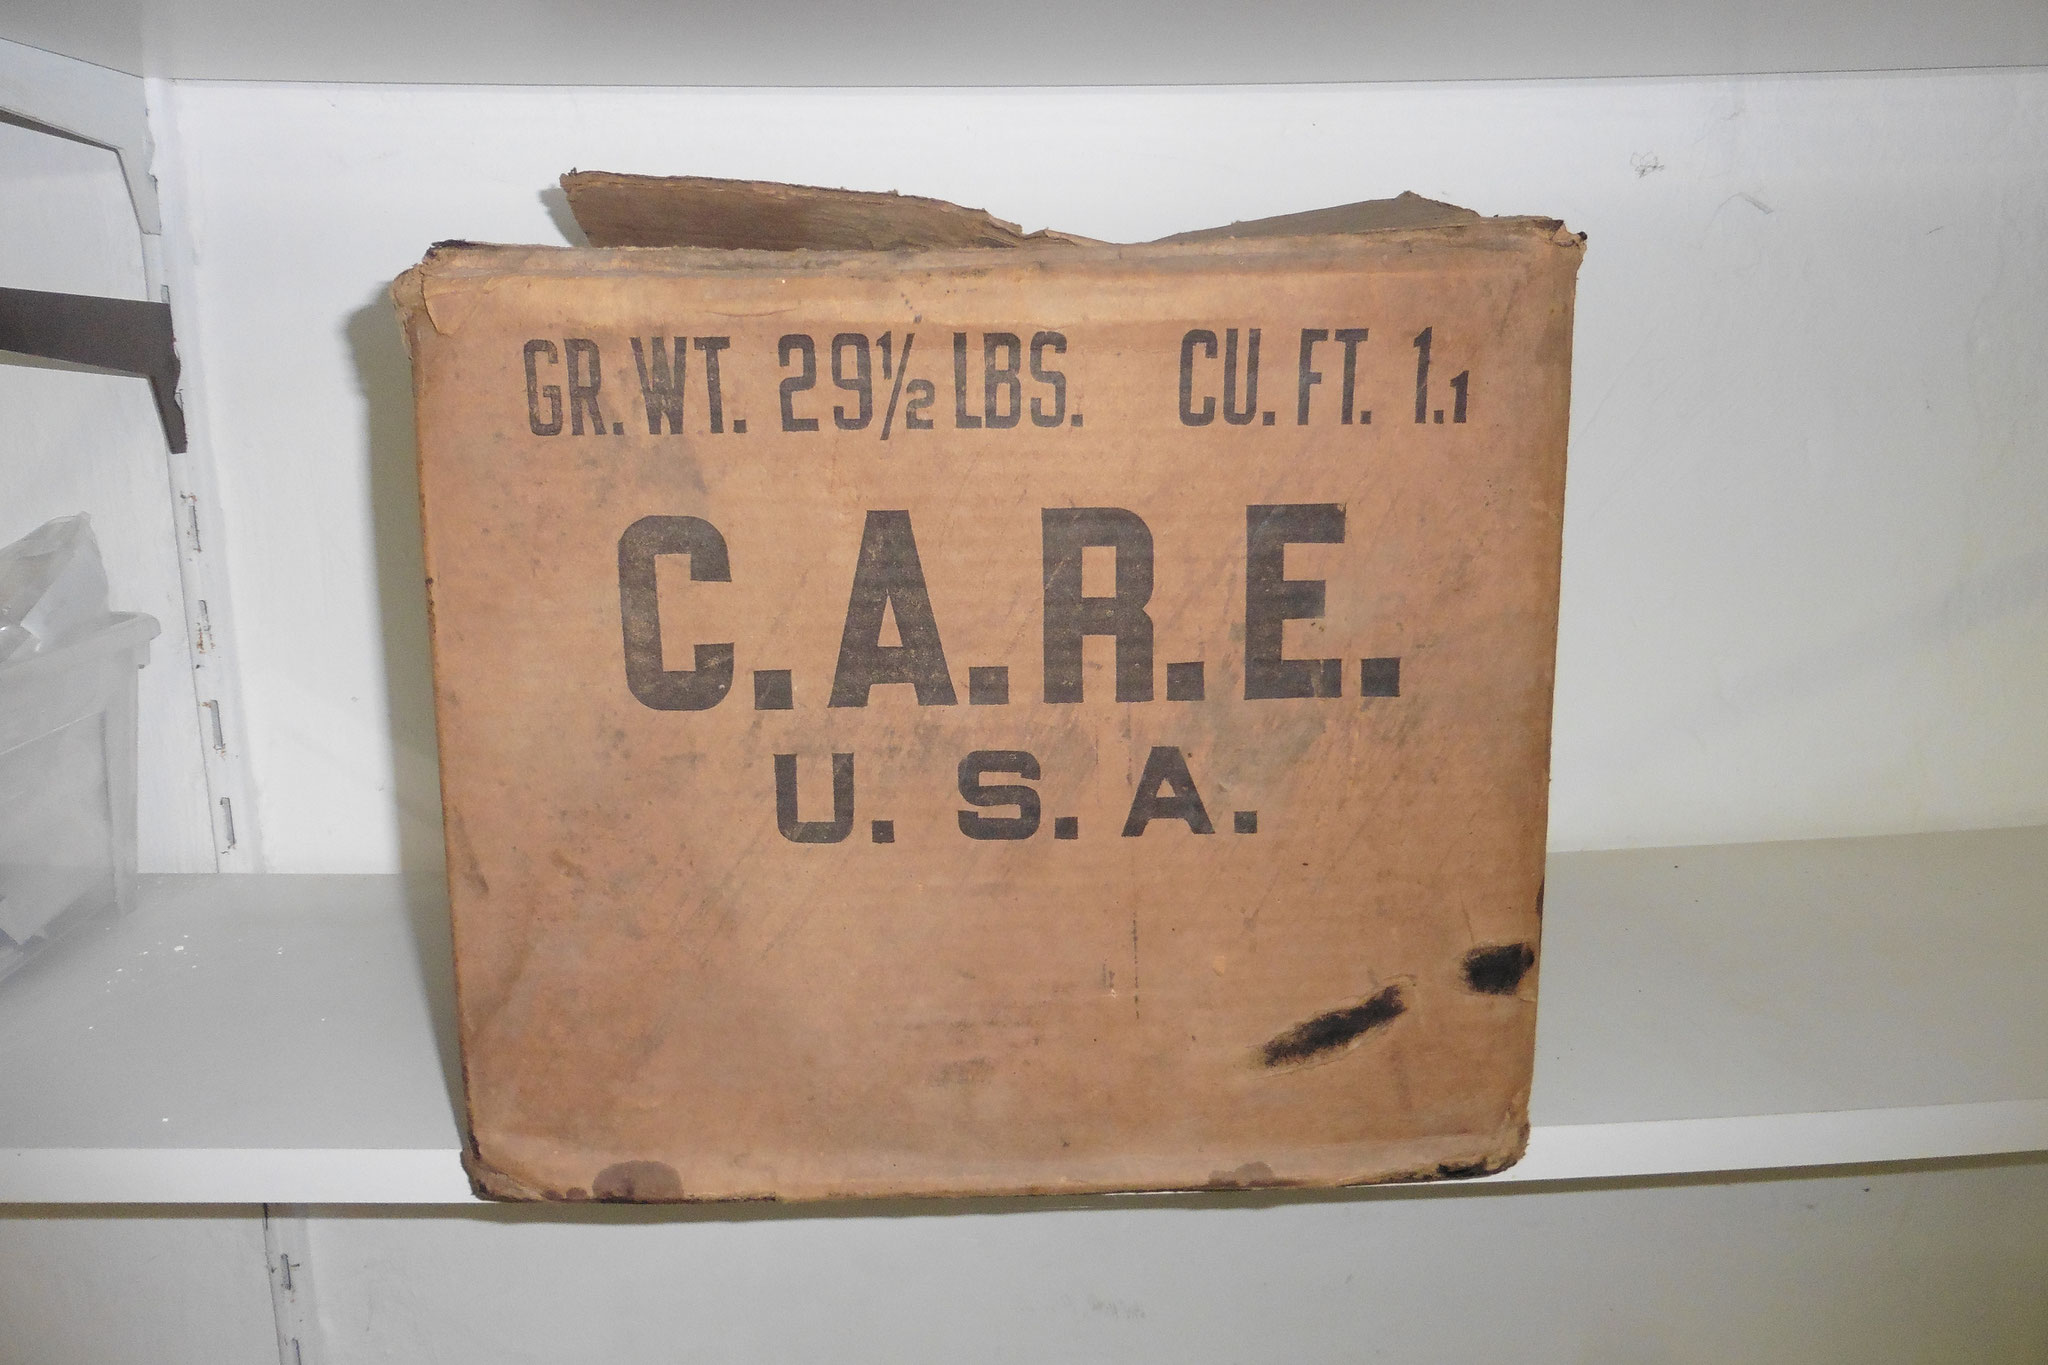 GR. WT. 29½ LBS. CU. FT. 1.1
C.A.R.E.
U.S.A.